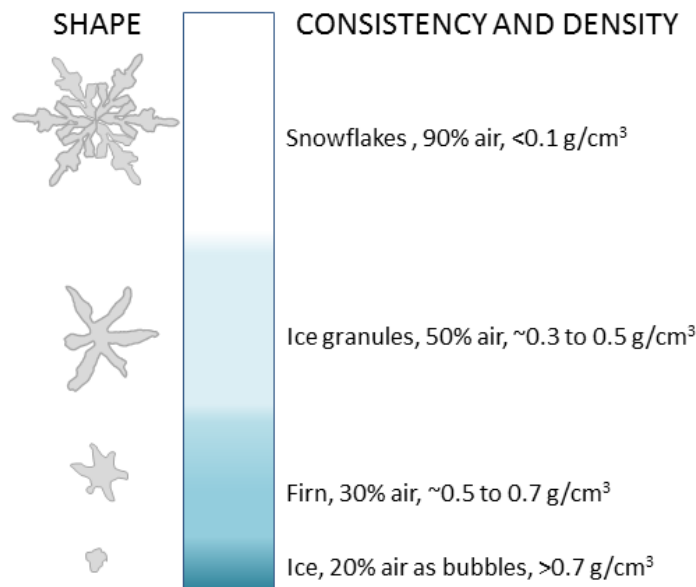 SHAPE
CONSISTENCY AND DENSITY
Snowflakes , 90% air, <0.1 g/cm³
Ice granules, 50% air, ~0.3 to 0.5 g/cm³
Firn, 30% air, ~0.5 to 0.7 g/cm³
Ice, 20% air as bubbles, >0.7 g/cm³